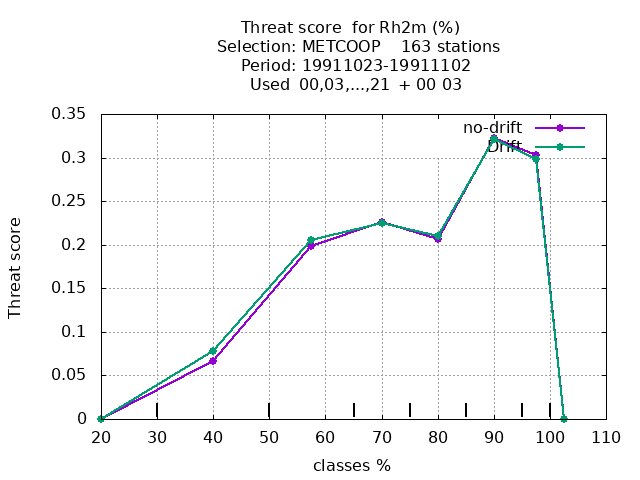 Threat score  for Rh2m (%)
Selection: METCOOP    163 stations
Period: 19911023-19911102
Used  00,03,...,21  + 00 03
0.35
0.3
0.25
0.2
0.15
0.1
0.05
0
Threat score
no-drift
Drift
20 30 40 50 60 70 80 90 100 110
classes %